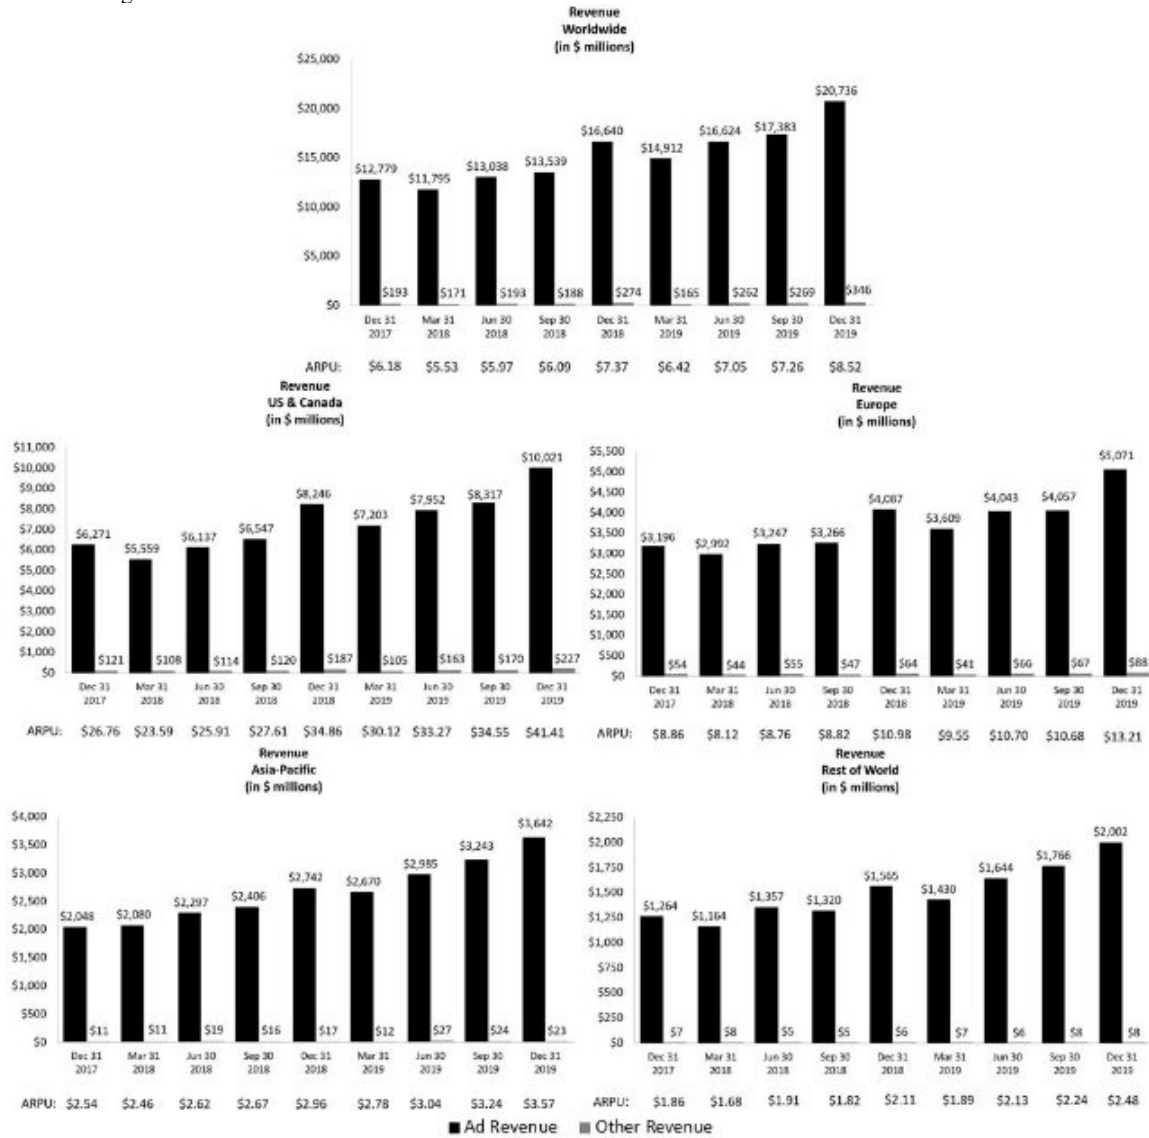 Revenue
Worldwide
(in $ millions)
$25,000
$20,000
$15,000
$10,000
$5,000
$0
$12,779 $11,795 $13,038 $13,539 $16,640 $14,912 $16,624 $17,383 $20,736
$193 $171 $193 $188 $274 $165 $262 $269 $346
Dec 31 Mar 31 Jun 30 Sep 30 Dec 31 Mar 31 Jun 30 Sep 30 Dec 31
2017 2018 2018 2018 2018 2019 2019 2019 2019
ARPU: $6.18 $5.53 $5.97 $6.09 $7.37 $6.42 $7.05 $7.26 $8.52
Revenue
US & Canada
(in $ millions)
$11,000
$10,000
$9,000
$8,000
$7,000
$6,000
$5,000
$4,000
$3,000
$2,000
$1,000
$0
$6,271 $5,559 $6,137 $6,547 $8,246 $7,203 $7,952 $8,317 $10,021
$121 $108 $114 $120 $187 $105 $163 $170 $227
Dec 31 Mar 31 Jun 30 Sep 30 Dec 31 Mar 31 Jun 30 Sep 30 Dec 31
2017 2018 2018 2018 2018 2019 2019 2019 2019
ARPU: $26.76 $23.59 $25.91 $27.61 $34.86 $30.12 $33.27 $34.55 $41.41
Revenue
Europe
(in $ millions)
$5,500
$5,000
$4,500
$4,000
$3,500
$3,000
$2,500
$2,000
$1,500
$1,000
$500
$0
$3,196 $2,992 $3,247 $3,266 $4,087 $3,609 $4,043 $4,057 $5,071
$54 $44 $55 $47 $64 $41 $66 $67 $88
Dec 31 Mar 31 Jun 30 Sep 30 Dec 31 Mar 31 Jun 30 Sep 30 Dec 31
2017 2018 2018 2018 2018 2019 2019 2019 2019
ARPU: $8.86 $8.12 $8.76 $8.82 $10.98 $9.55 $10.70 $10.68 $13.21
Revenue
Asia-Pacific
(in $ millions)
$4,000
$3,500
$3,000
$2,500
$2,000
$1,500
$1,000
$500
$0
$2,048 $2,080 $2,297 $2,406 $2,742 $2,670 $2,985 $3,243 $3,642
$11 $11 $19 $16 $17 $12 $27 $24 $23
Dec 31 Mar 31 Jun 30 Sep 30 Dec 31 Mar 31 Jun 30 Sep 30 Dec 31
2017 2018 2018 2018 2018 2019 2019 2019 2019
ARPU: $2.54 $2.46 $2.62 $2.67 $2.96 $2.78 $3.04 $3.24 $3.57
Revenue
Rest of World
(in $ millions)
$2,250
$2,000
$1,750
$1,500
$1,250
$1,000
$750
$500
$250
$0
$1,264 $1,164 $1,357 $1,320 $1,565 $1,430 $1,644 $1,766 $2,002
$7 $8 $5 $5 $6 $7 $6 $8 $8
Dec 31 Mar 31 Jun 30 Sep 30 Dec 31 Mar 31 Jun 30 Sep 30 Dec 31
2017 2018 2018 2018 2018 2019 2019 2019 2019
ARPU: $1.86 $1.68 $1.91 $1.82 $2.11 $1.89 $2.13 $2.24 $2.48
Ad Revenue Other Revenue